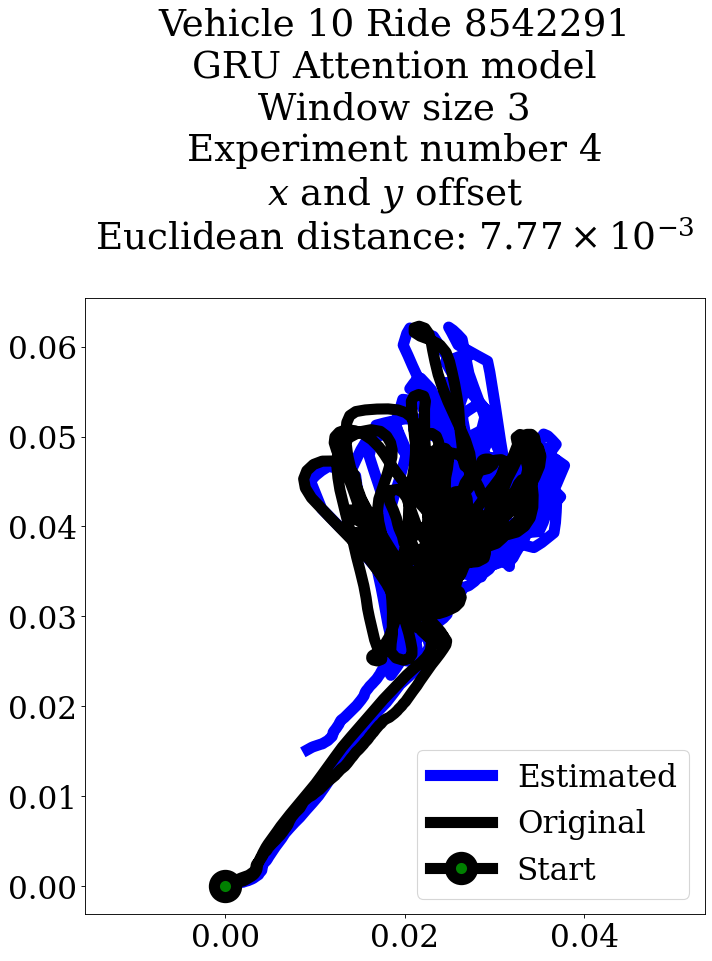 Vehicle 10 Ride 8542291
GRU Attention model
Window size 3
Experiment number 4
x and y offset
Euclidean distance: 7.77 × 10⁻³
0.06
0.05
0.04
0.03
0.02
0.01
0.00
0.00 0.02 0.04
Estimated
Original
Start